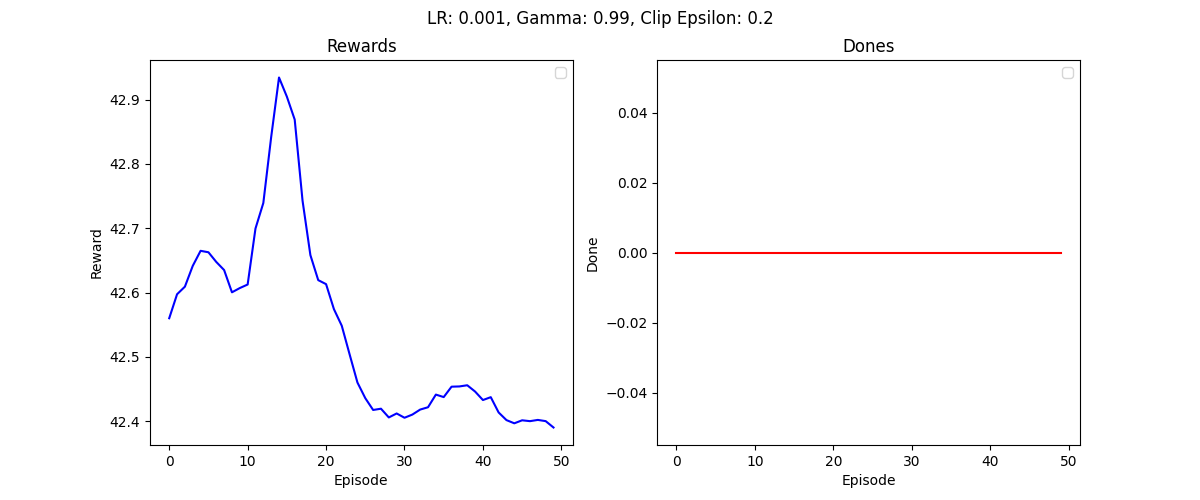 LR: 0.001, Gamma: 0.99, Clip Epsilon: 0.2
Rewards
Reward
42.9
42.8
42.7
42.6
42.5
42.4
0 10 20 30 40 50
Episode
Dones
Done
0.04
0.02
0.00
−0.02
−0.04
0 10 20 30 40 50
Episode